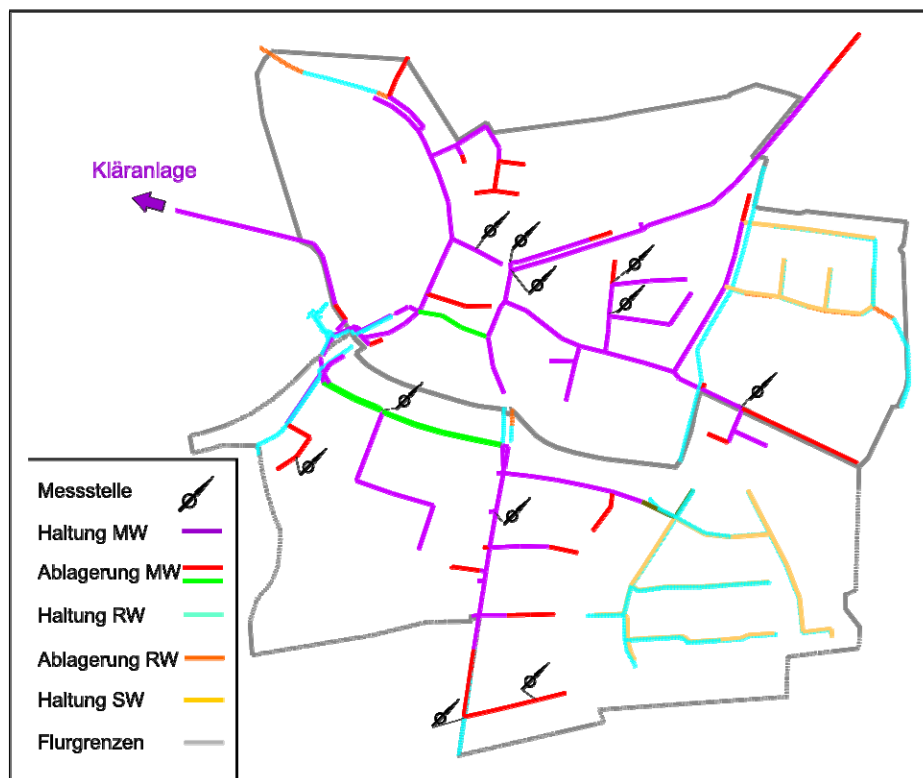 Kläranlage
Messstelle
Haltung MW
Ablagerung MW
Haltung RW
Ablagerung RW
Haltung SW
Flurgrenzen